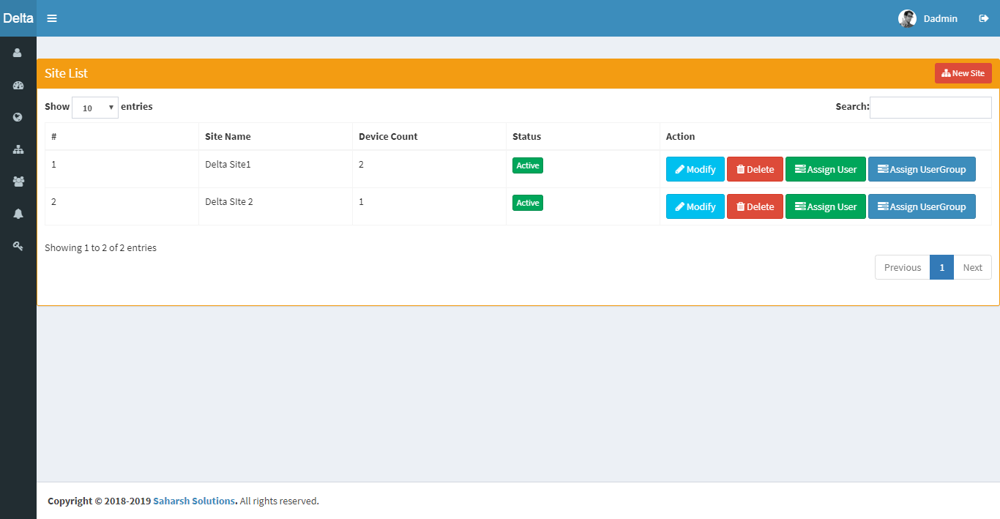 Delta
Dadmin
Site List
New Site
Show 10 entries
Search:
# Site Name Device Count Status Action
1 Delta Site1 2 Active Modify Delete Assign User Assign UserGroup
2 Delta SIte 2 1 Active Modify Delete Assign User Assign UserGroup
Showing 1 to 2 of 2 entries
Previous 1 Next
Copyright © 2018-2019 Saharsh Solutions. All rights reserved.